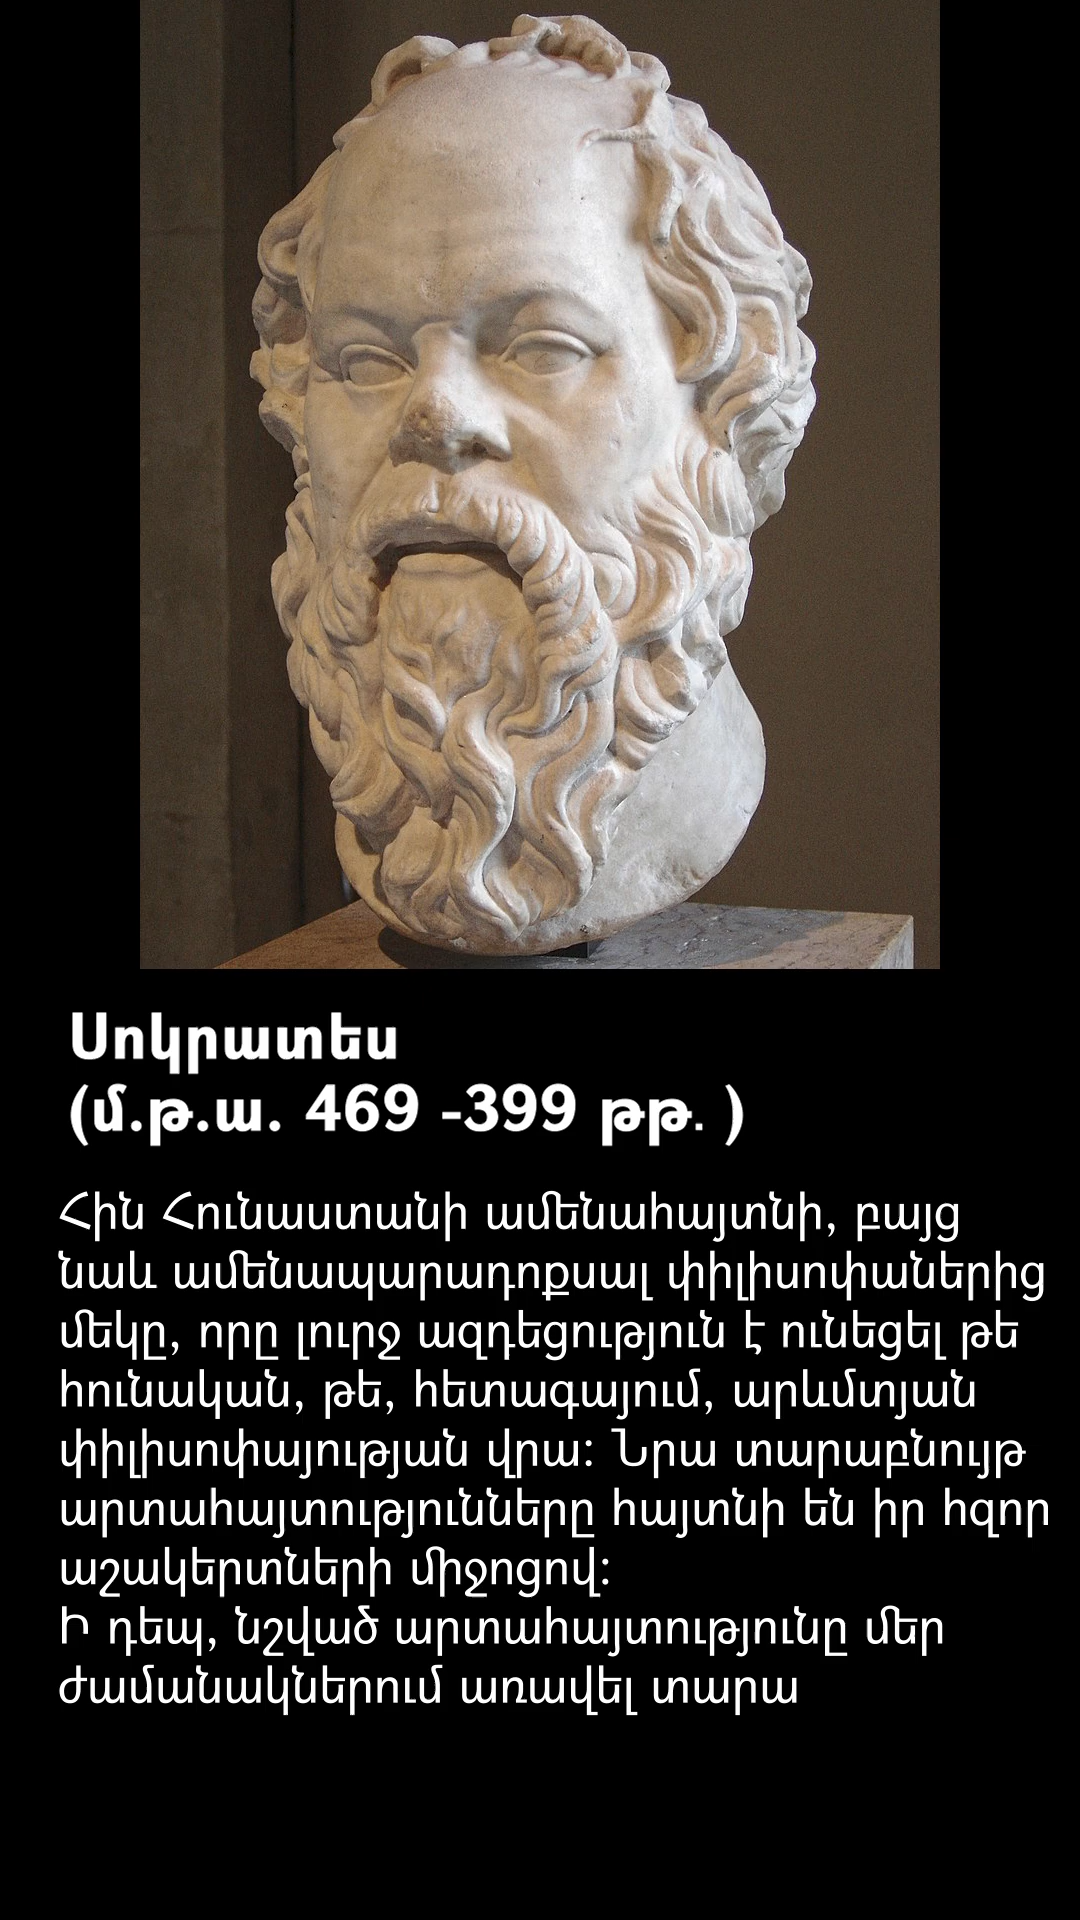 Սոկրատես
(մ.թ.ա. 469 -399 թթ. )
Հին Հունաստանի ամենահայտնի, բայց
նաև ամենապարադոքսալ փիլիսոփաներից
մեկը, որը լուրջ ազդեցություն է ունեցել թե
հունական, թե, հետագայում, արևմտյան
փիլիսոփայության վրա: Նրա տարաբնույթ
արտահայտությունները հայտնի են իր հզոր
աշակերտների միջոցով:
Ի դեպ, նշված արտահայտությունը մեր
ժամանակներում առավել տարա